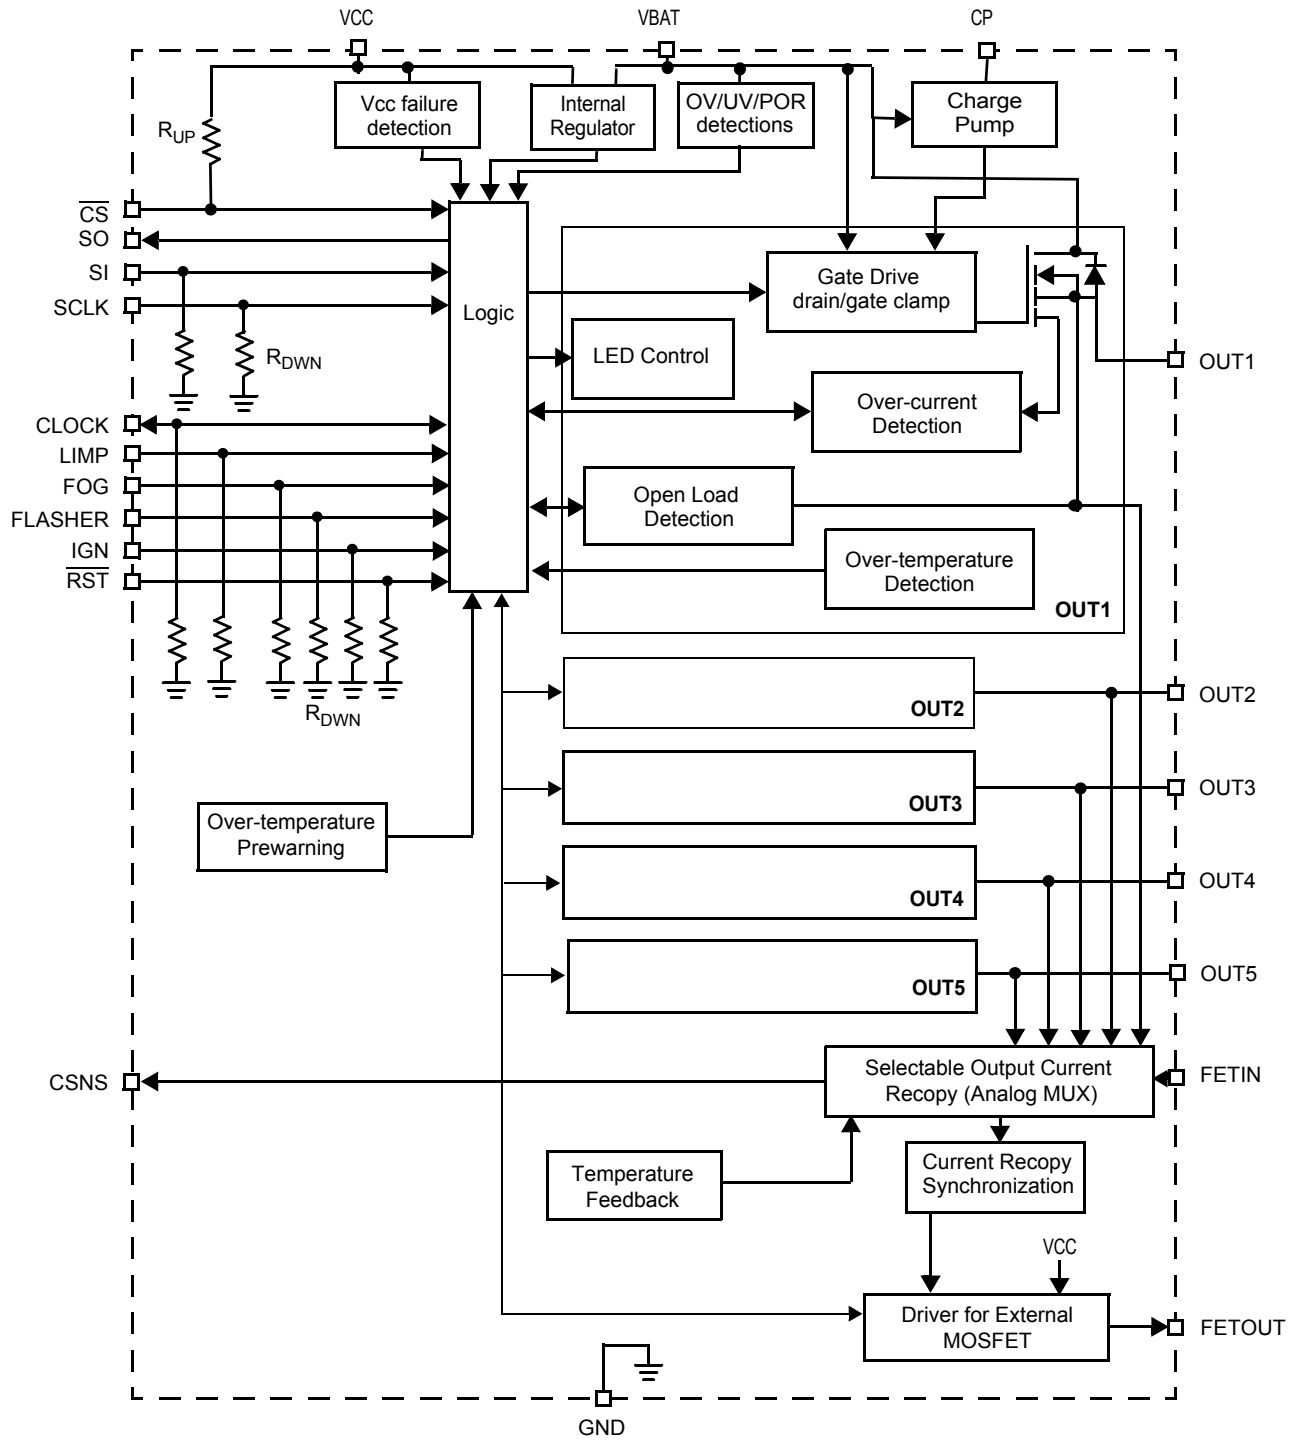 VCC
VBAT
CP
Vcc failure
detection
Internal
Regulator
OV/UV/POR
detections
Charge
Pump
RUP
CS
SO
SI
SCLK
RDWN
Logic
Gate Drive
drain/gate clamp
LED Control
OUT1
Over-current
Detection
CLOCK
LIMP
FOG
FLASHER
IGN
RST
Open Load
Detection
Over-temperature
Detection
OUT1
RDWN
OUT2
OUT2
OUT3
OUT3
Over-temperature
Prewarning
OUT4
OUT4
OUT5
OUT5
CSNS
Selectable Output Current
Recopy (Analog MUX)
FETIN
Temperature
Feedback
Current Recopy
Synchronization
VCC
Driver for External
MOSFET
FETOUT
GND